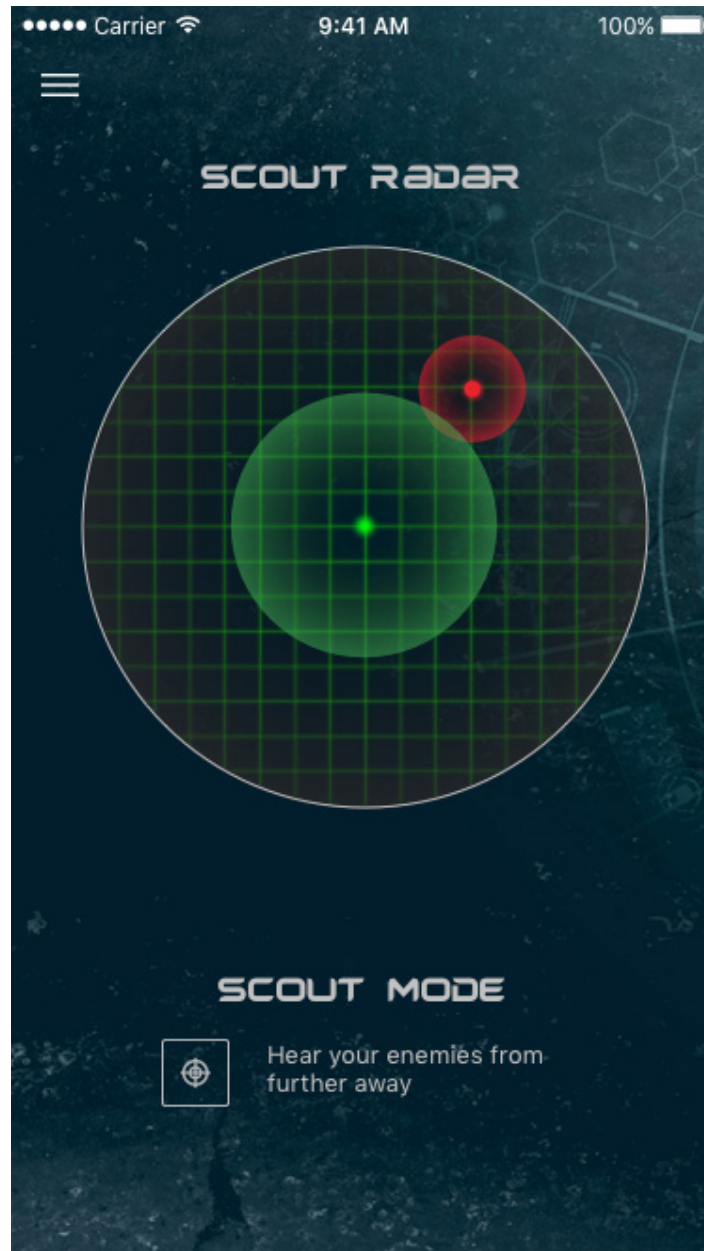 Carrier 9:41 AM 100%
SCOUT RADAR
SCOUT MODE
Hear your enemies from
further away